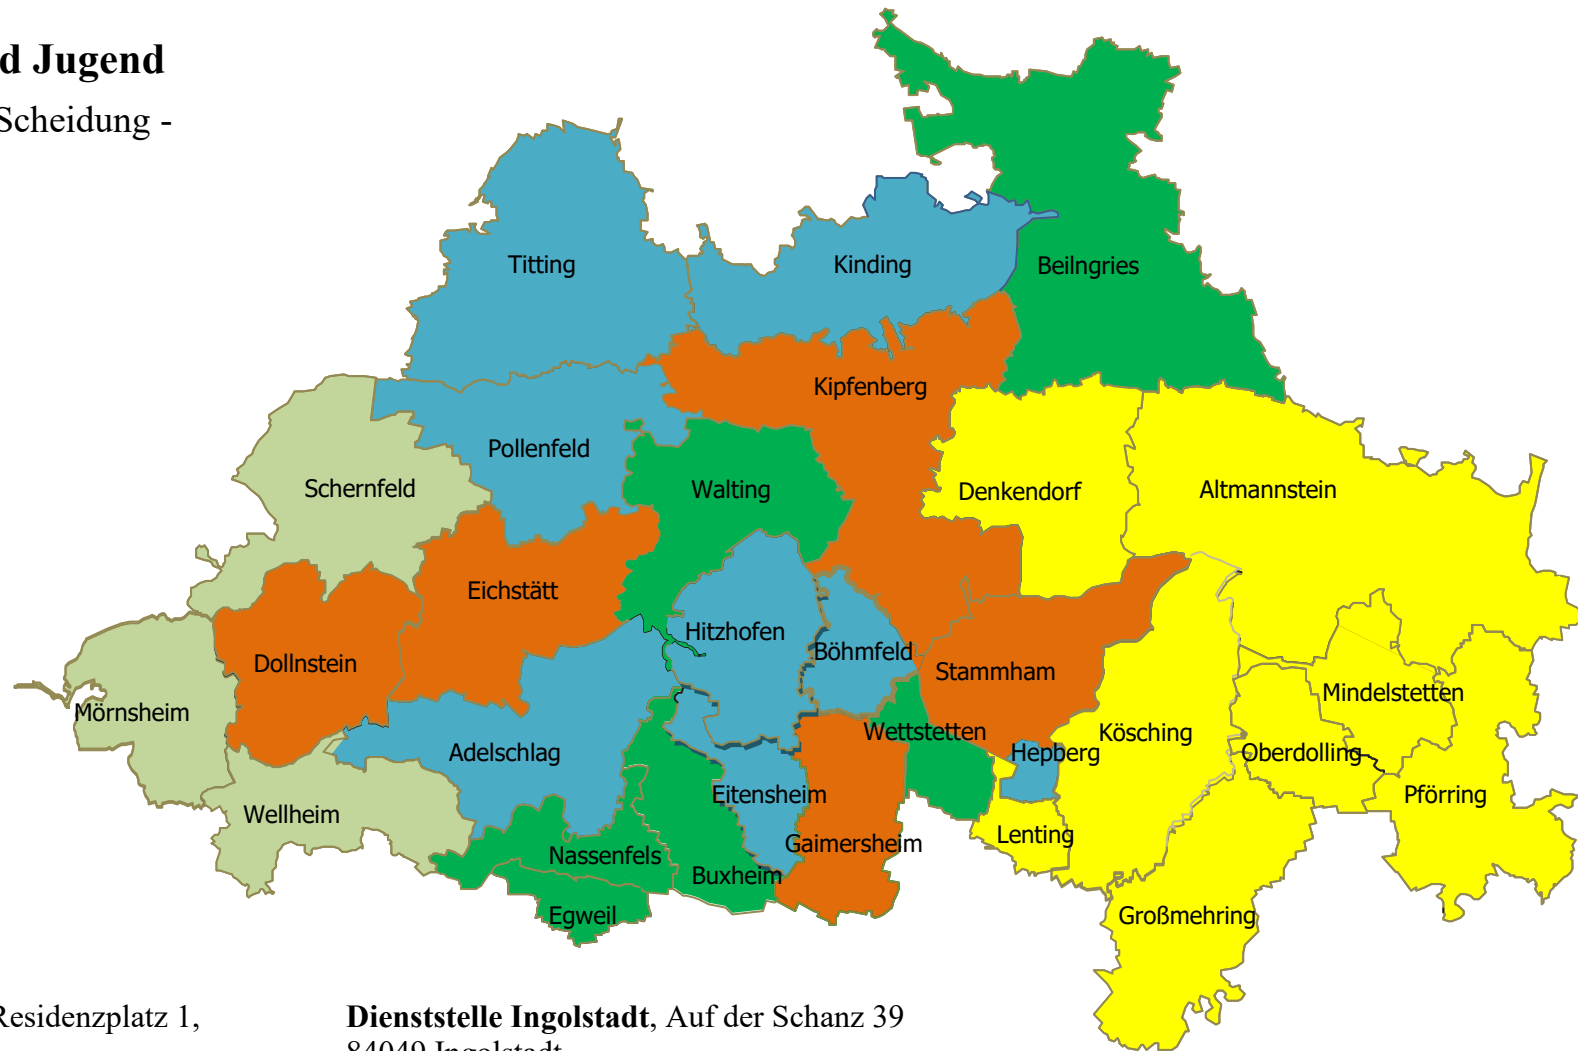 d Jugend
Scheidung -
Titting
Kinding
Beilngries
Kipfenberg
Pollenfeld
Schernfeld
Walting
Denkendorf
Altmannstein
Eichstätt
Hitzhofen
Böhmfeld
Dollnstein
Stammham
Mindelstetten
Mörnsheim
Wettstetten
Kösching
Adelschlag
Hepberg
Oberdolling
Eitensheim
Pförring
Wellheim
Lenting
Gaimersheim
Nassenfels
Buxheim
Egweil
Großmehring
Residenzplatz 1,
Dienststelle Ingolstadt, Auf der Schanz 39
84049 Ingolstadt